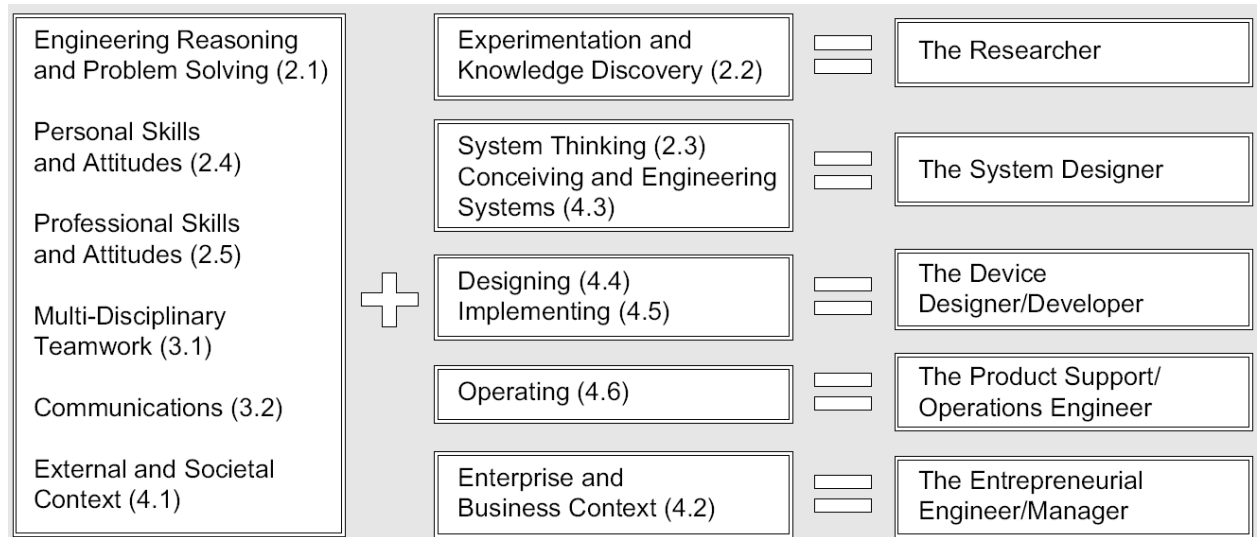 Engineering Reasoning
and Problem Solving (2.1)
Personal Skills
and Attitudes (2.4)
Professional Skills
and Attitudes (2.5)
Multi-Disciplinary
Teamwork (3.1)
Communications (3.2)
External and Societal
Context (4.1)
Experimentation and
Knowledge Discovery (2.2)
System Thinking (2.3)
Conceiving and Engineering
Systems (4.3)
Designing (4.4)
Implementing (4.5)
Operating (4.6)
Enterprise and
Business Context (4.2)
The Researcher
The System Designer
The Device
Designer/Developer
The Product Support/
Operations Engineer
The Entrepreneurial
Engineer/Manager